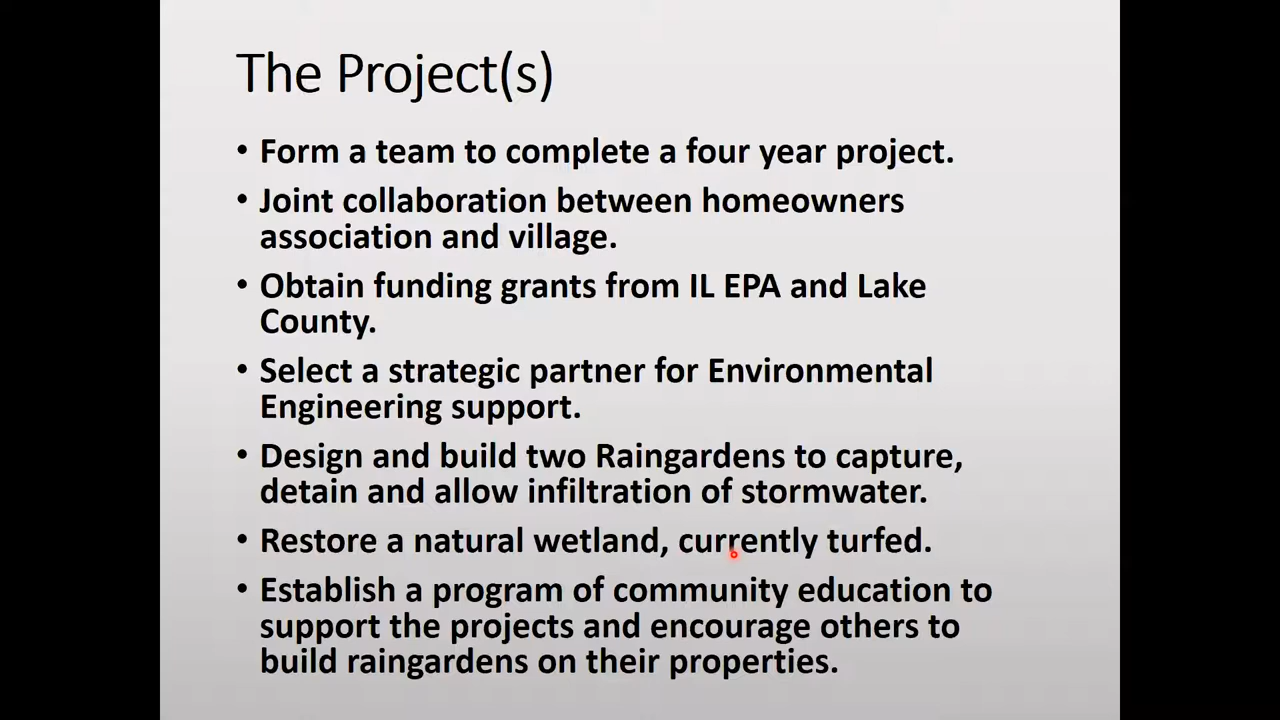 The Project(s)
• Form a team to complete a four year project.
• Joint collaboration between homeowners
association and village.
• Obtain funding grants from IL EPA and Lake
County.
• Select a strategic partner for Environmental
Engineering support.
• Design and build two Raingardens to capture,
detain and allow infiltration of stormwater.
• Restore a natural wetland, currently turfed.
• Establish a program of community education to
support the projects and encourage others to
build raingardens on their properties.